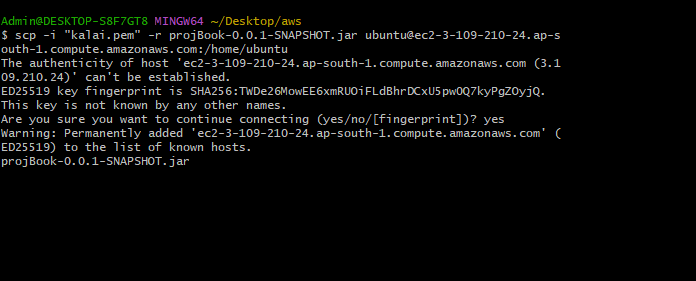 Admin@DESKTOP-S8F7GT8 MINGW64 ~/Desktop/aws
$ scp -i "kalai.pem" -r projBook-0.0.1-SNAPSHOT.jar ubuntu@ec2-3-109-210-24.ap-s
outh-1.compute.amazonaws.com:/home/ubuntu
The authenticity of host 'ec2-3-109-210-24.ap-south-1.compute.amazonaws.com (3.1
09.210.24)' can't be established.
ED25519 key fingerprint is SHA256:TWDe26MowEE6xmRUOiFLdBhrDCxU5pwOQ7kyPgZOyjQ.
This key is not known by any other names.
Are you sure you want to continue connecting (yes/no/[fingerprint])? yes
Warning: Permanently added 'ec2-3-109-210-24.ap-south-1.compute.amazonaws.com' (
ED25519) to the list of known hosts.
projBook-0.0.1-SNAPSHOT.jar